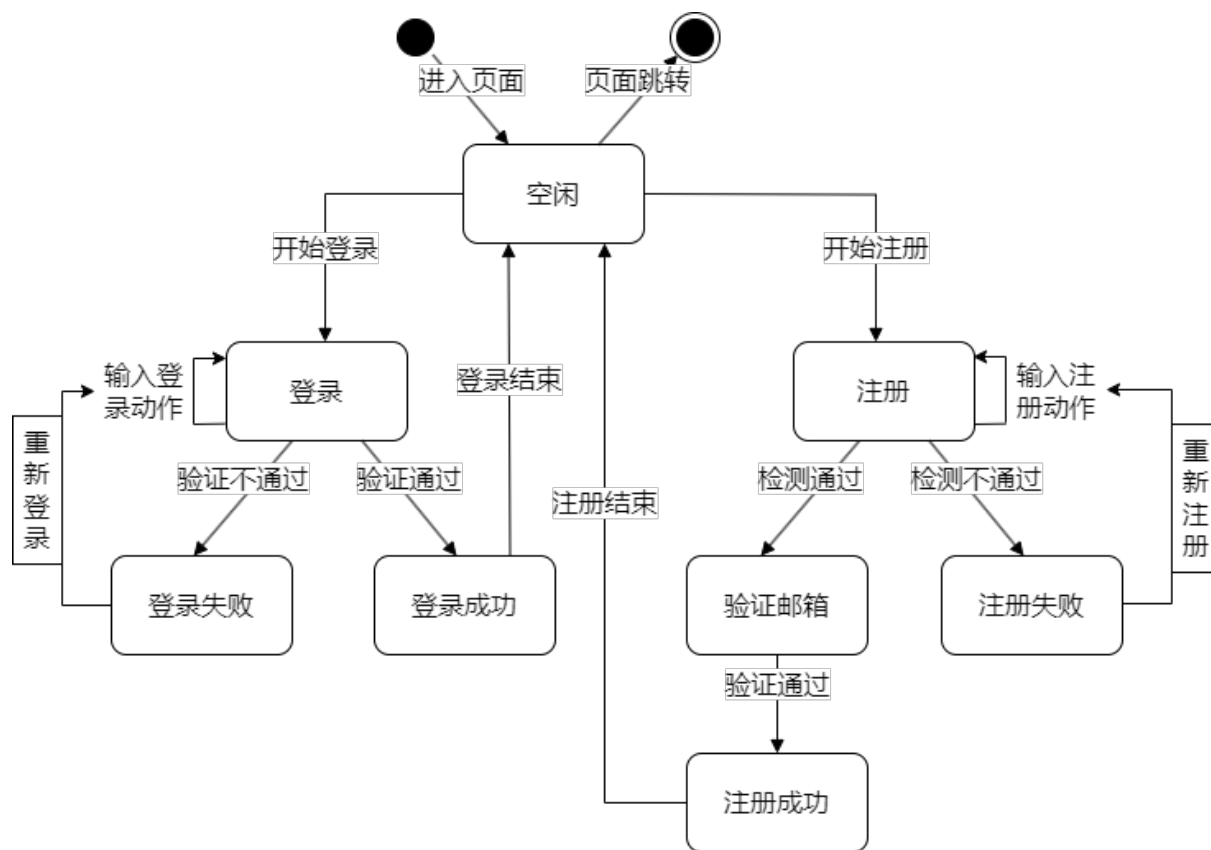 进入页面
页面跳转
空闲
开始登录
开始注册
输入登
录动作
登录
登录结束
注册
输入注
册动作
重
新
登
录
验证不通过
验证通过
注册结束
检测通过
检测不通过
重
新
注
册
登录失败
登录成功
验证邮箱
注册失败
验证通过
注册成功